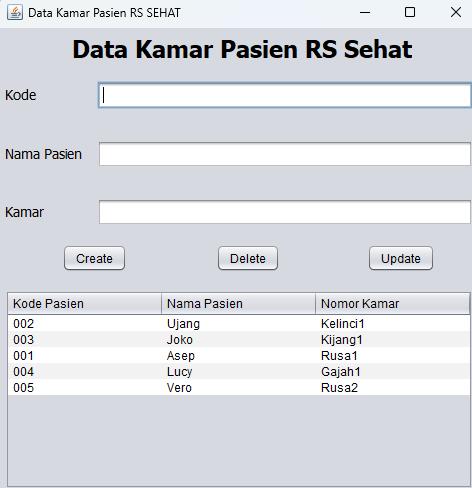 Data Kamar Pasien RS SEHAT
Data Kamar Pasien RS Sehat
Kode
Nama Pasien
Kamar
Create Delete Update
Kode Pasien Nama Pasien Nomor Kamar
002 Ujang Kelinci1
003 Joko Kijang1
001 Asep Rusa1
004 Lucy Gajah1
005 Vero Rusa2